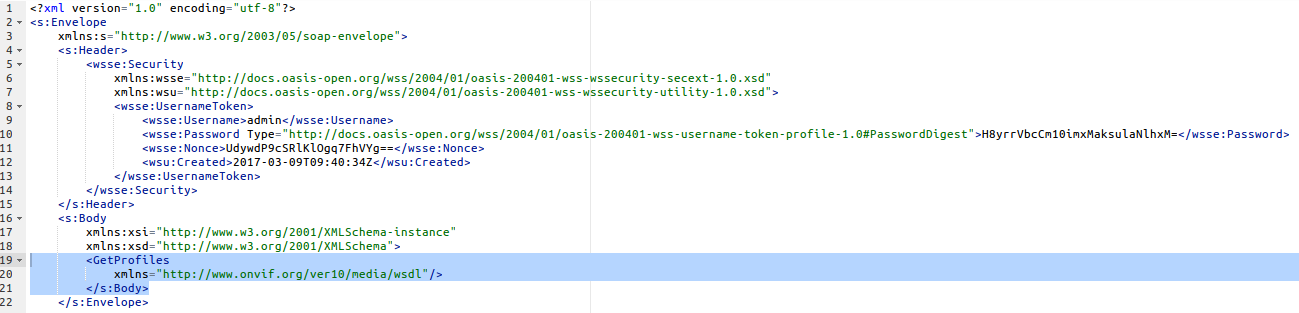 1 <?xml version="1.0" encoding="utf-8"?>
2 <s:Envelope
3 xmlns:s="http://www.w3.org/2003/05/soap-envelope">
4 <s:Header>
5 <wsse:Security
6 xmlns:wsse="http://docs.oasis-open.org/wss/2004/01/oasis-200401-wss-wssecurity-secext-1.0.xsd"
7 xmlns:wsu="http://docs.oasis-open.org/wss/2004/01/oasis-200401-wss-wssecurity-utility-1.0.xsd">
8 <wsse:UsernameToken>
9 <wsse:Username>admin</wsse:Username>
10 <wsse:Password Type="http://docs.oasis-open.org/wss/2004/01/oasis-200401-wss-username-token-profile-1.0#PasswordDigest">H8yrrVbcCm10imxMaksulaNlhxM=</wsse:Password>
11 <wsse:Nonce>UdywdP9cSRlKlOgq7FhVYg==</wsse:Nonce>
12 <wsu:Created>2017-03-09T09:40:34Z</wsu:Created>
13 </wsse:UsernameToken>
14 </wsse:Security>
15 </s:Header>
16 <s:Body
17 xmlns:xsi="http://www.w3.org/2001/XMLSchema-instance"
18 xmlns:xsd="http://www.w3.org/2001/XMLSchema">
19 <GetProfiles
20 xmlns="http://www.onvif.org/ver10/media/wsdl"/>
21 </s:Body>
22 </s:Envelope>